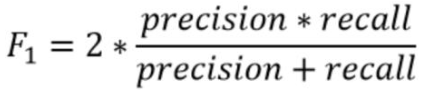 F₁ = 2 * (precision * recall) / (precision + recall)